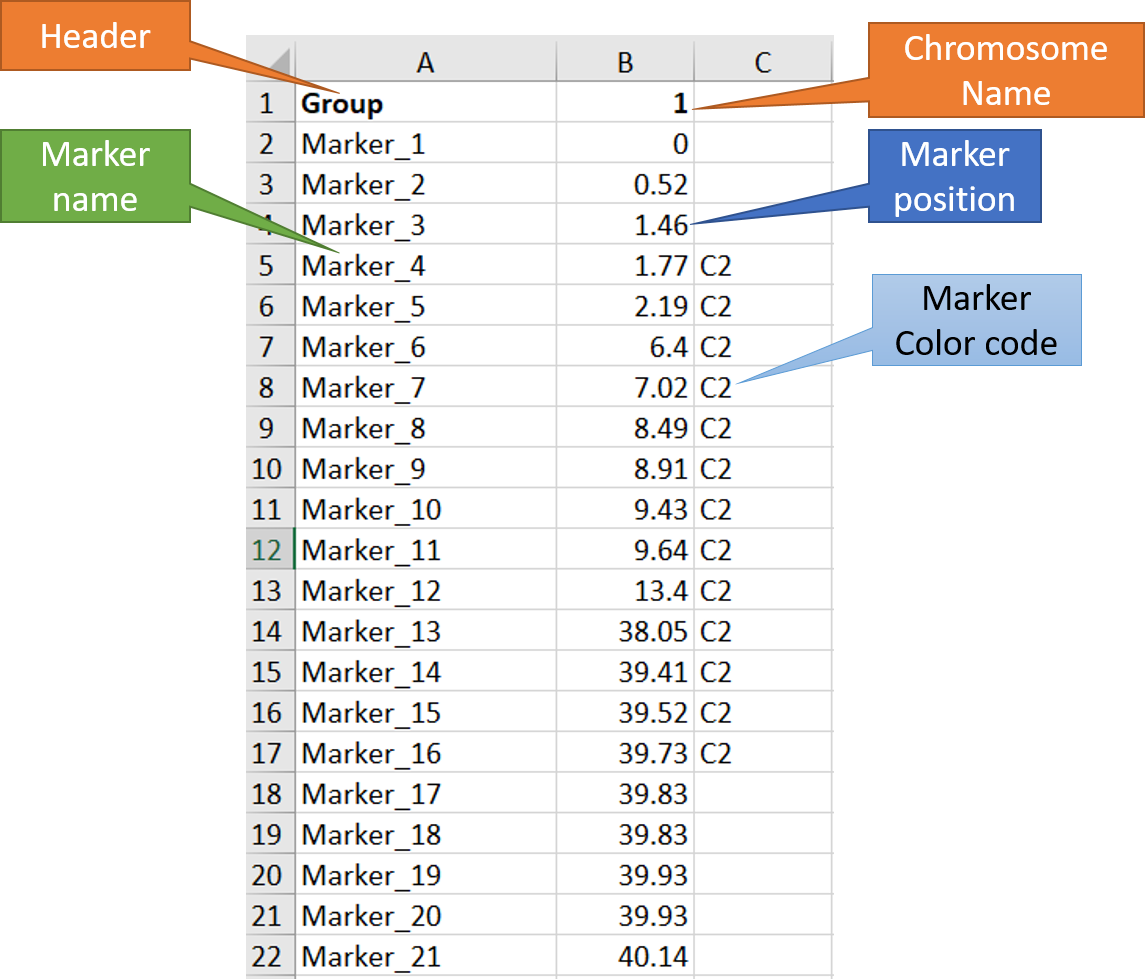 Header
Chromosome
Name
Marker
name
Marker
position
Marker
Color code
A B C
1 Group 1
2 Marker_1 0
3 Marker_2 0.52
4 Marker_3 1.46
5 Marker_4 1.77 C2
6 Marker_5 2.19 C2
7 Marker_6 6.4 C2
8 Marker_7 7.02 C2
9 Marker_8 8.49 C2
10 Marker_9 8.91 C2
11 Marker_10 9.43 C2
12 Marker_11 9.64 C2
13 Marker_12 13.4 C2
14 Marker_13 38.05 C2
15 Marker_14 39.41 C2
16 Marker_15 39.52 C2
17 Marker_16 39.73 C2
18 Marker_17 39.83
19 Marker_18 39.83
20 Marker_19 39.93
21 Marker_20 39.93
22 Marker_21 40.14